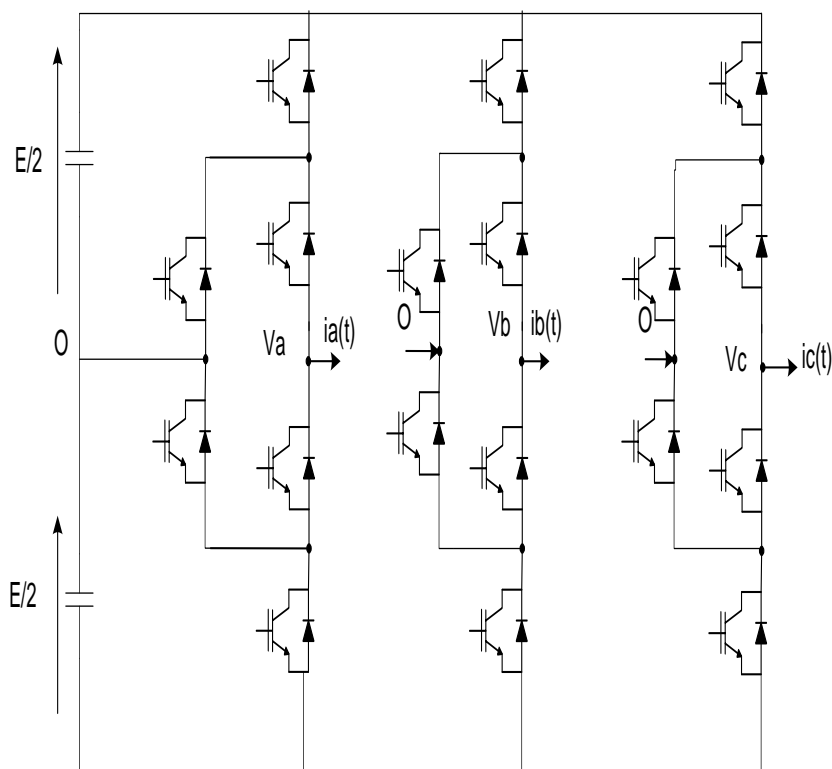 E/2
O
Va
ia(t)
O
Vb
ib(t)
O
Vc
ic(t)
E/2